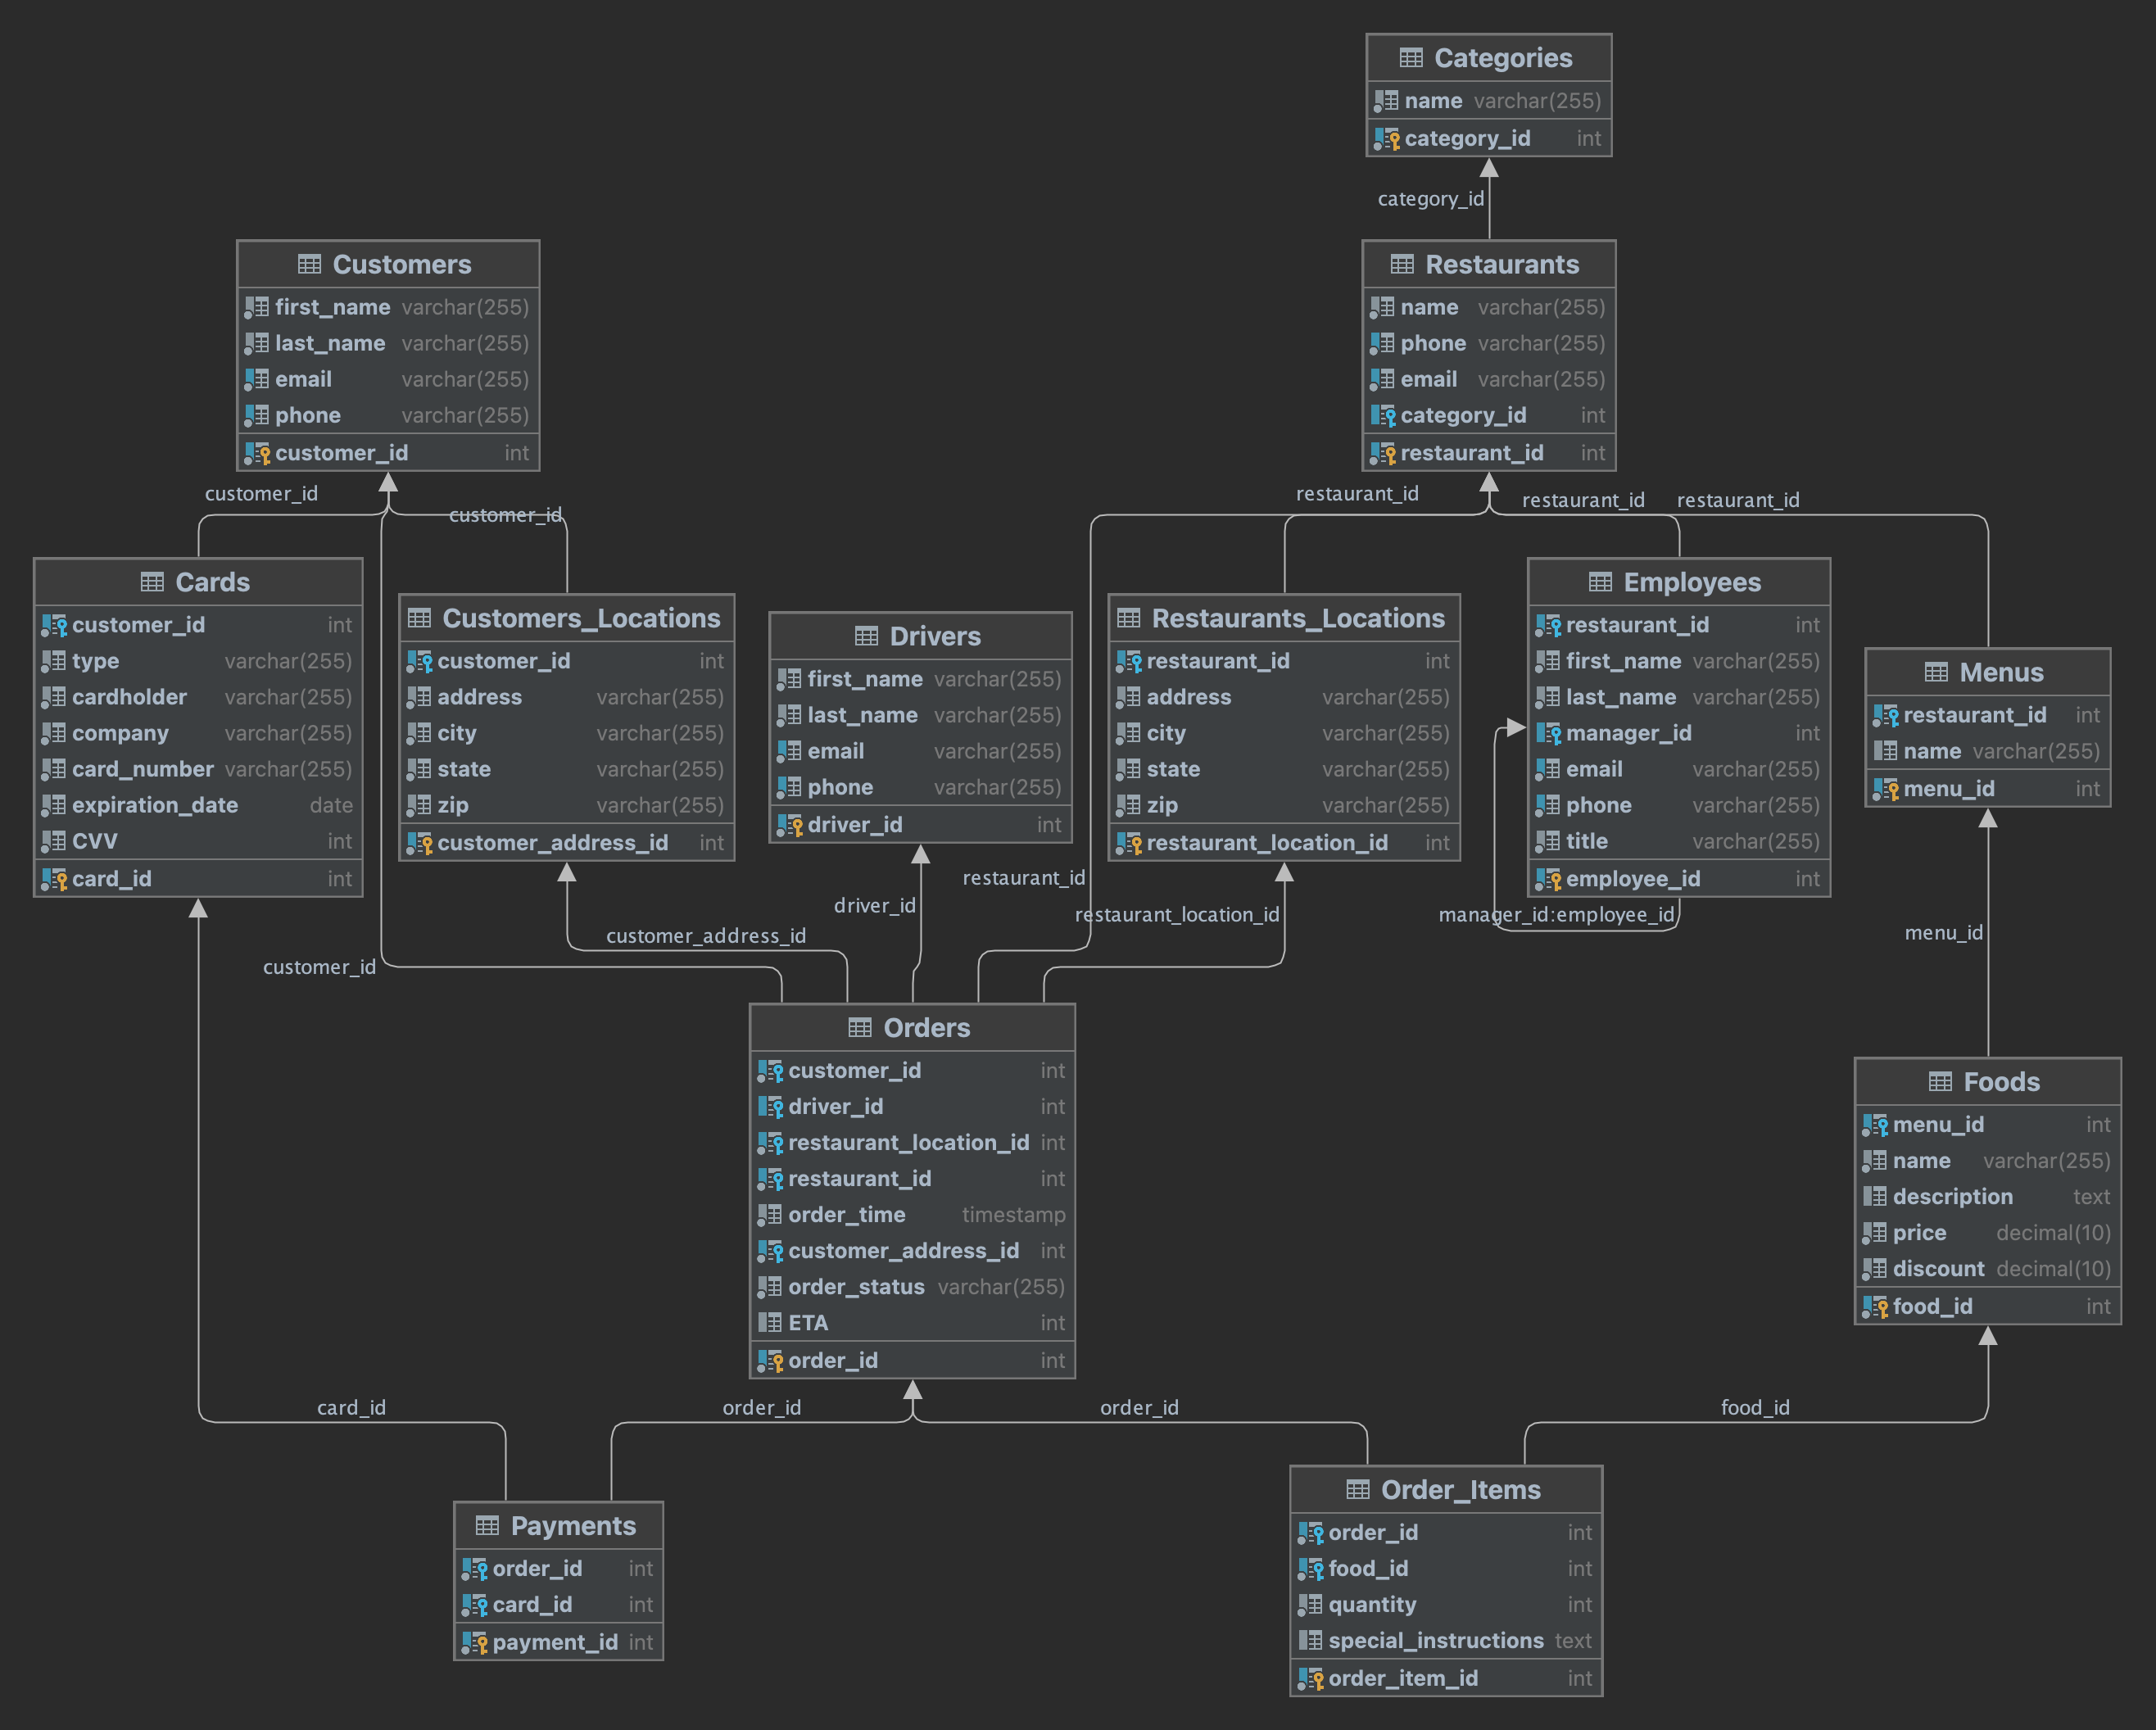 Categories
name varchar(255)
category_id int
category_id
Customers
first_name varchar(255)
last_name varchar(255)
email varchar(255)
phone varchar(255)
customer_id int
Restaurants
name varchar(255)
phone varchar(255)
email varchar(255)
category_id int
restaurant_id int
customer_id
customer_id
restaurant_id
restaurant_id
restaurant_id
Cards
customer_id int
type varchar(255)
cardholder varchar(255)
company varchar(255)
card_number varchar(255)
expiration_date date
CVV int
card_id int
Customers_Locations
customer_id int
address varchar(255)
city varchar(255)
state varchar(255)
zip varchar(255)
customer_address_id int
Drivers
first_name varchar(255)
last_name varchar(255)
email varchar(255)
phone varchar(255)
driver_id int
Restaurants_Locations
restaurant_id int
address varchar(255)
city varchar(255)
state varchar(255)
zip varchar(255)
restaurant_location_id int
Employees
restaurant_id int
first_name varchar(255)
last_name varchar(255)
manager_id int
email varchar(255)
phone varchar(255)
title varchar(255)
employee_id int
Menus
restaurant_id int
name varchar(255)
menu_id int
restaurant_id
driver_id
restaurant_location_id
manager_id:employee_id
menu_id
customer_address_id
customer_id
Orders
customer_id int
driver_id int
restaurant_location_id int
restaurant_id int
order_time timestamp
customer_address_id int
order_status varchar(255)
ETA int
order_id int
Foods
menu_id int
name varchar(255)
description text
price decimal(10)
discount decimal(10)
food_id int
card_id
order_id
order_id
food_id
Payments
order_id int
card_id int
payment_id int
Order_Items
order_id int
food_id int
quantity int
special_instructions text
order_item_id int